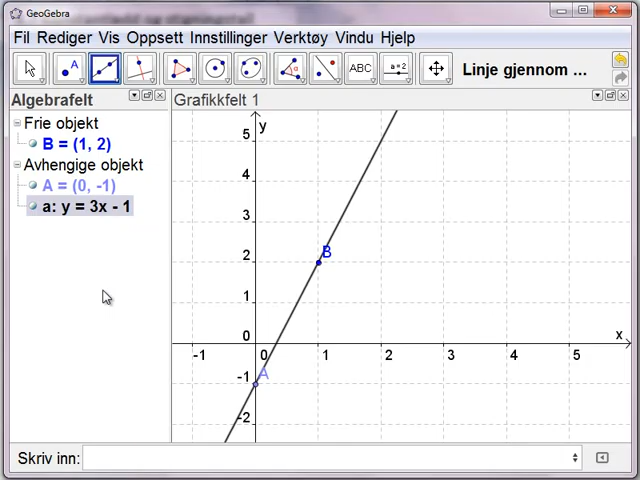 GeoGebra
Fil Rediger Vis Oppsett Innstillinger Verktøy Vindu Hjelp
A ABC a=2 Linje gjennom ...
Algebrafelt
Grafikkfelt 1
Frie objekt
B = (1, 2)
Avhengige objekt
A = (0, -1)
a: y = 3x - 1
y
5
4
3
2
1
0
-1
-2
B
A
x
-1 0 1 2 3 4 5
Skriv inn: